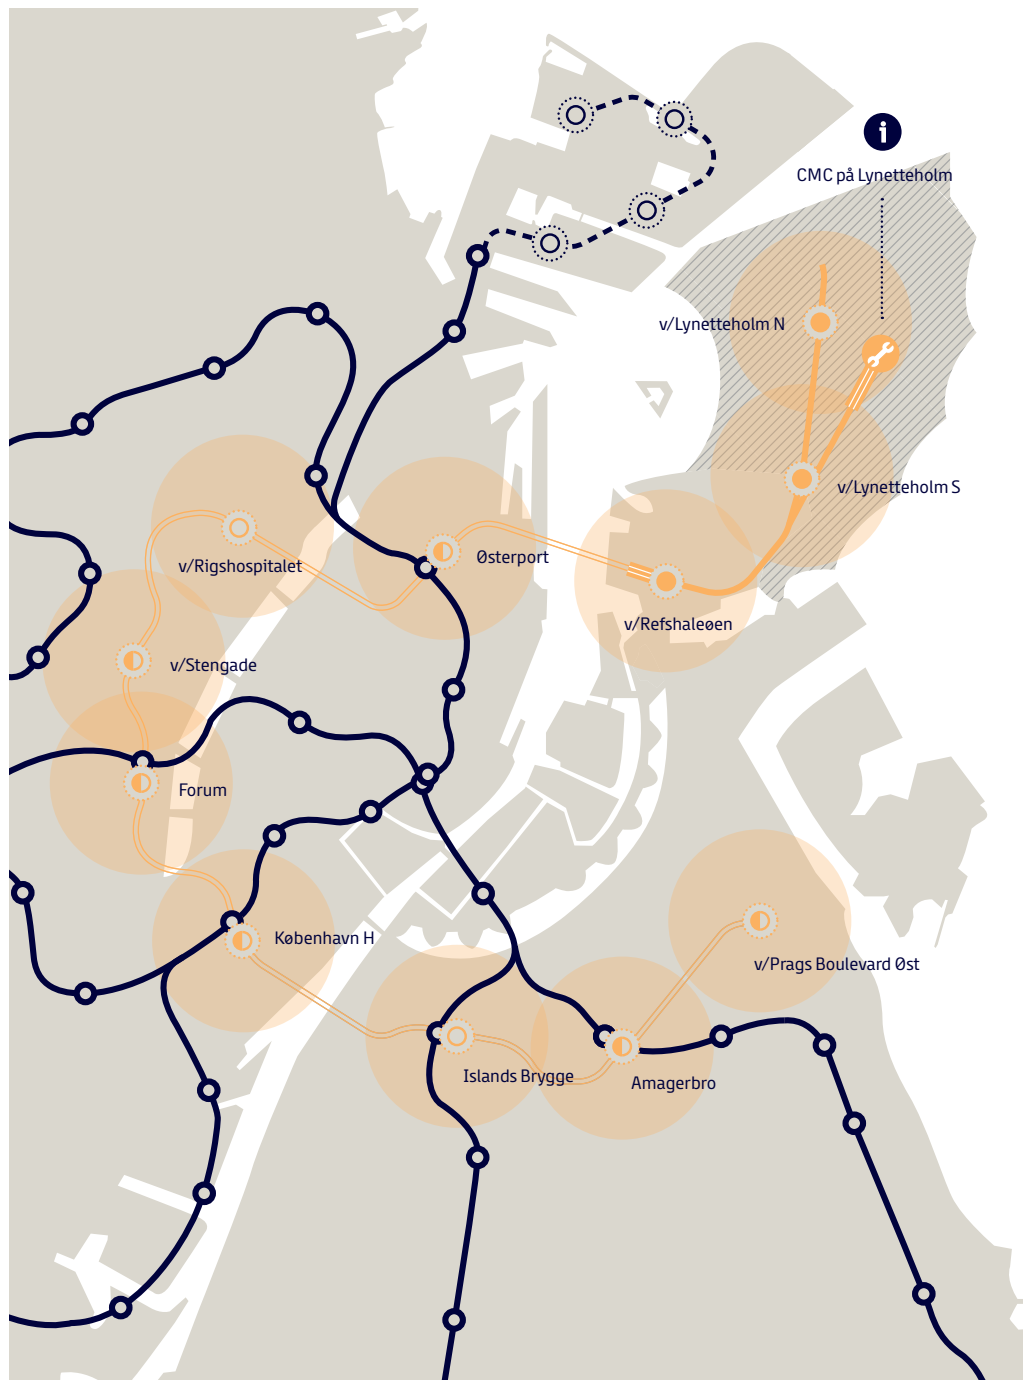 i
CMC på Lynetteholm
v/Lynetteholm N
v/Lynetteholm S
Østerport
v/Rigshospitalet
v/Refshaleøen
v/Stengade
Forum
København H
v/Prags Boulevard Øst
Islands Brygge
Amagerbro